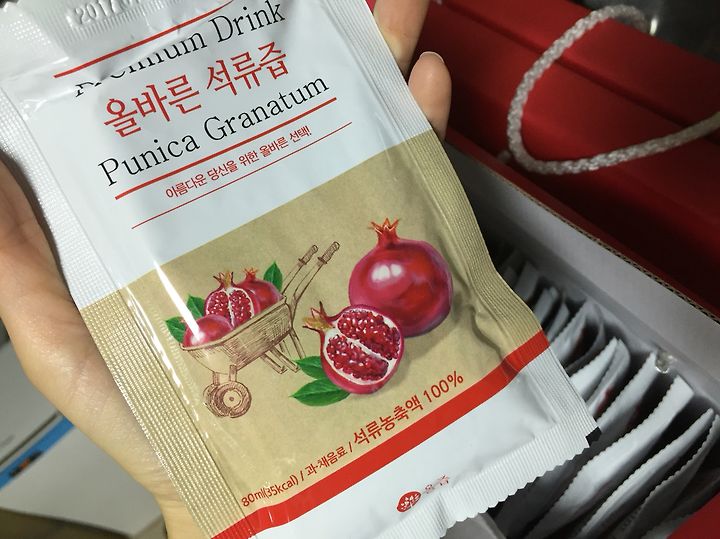 Premium Drink
올바른 석류즙
Punica Granatum
아름다운 당신을 위한 올바른 선택!
80ml(35kcal) / 과·채음료 / 석류농축액 100%